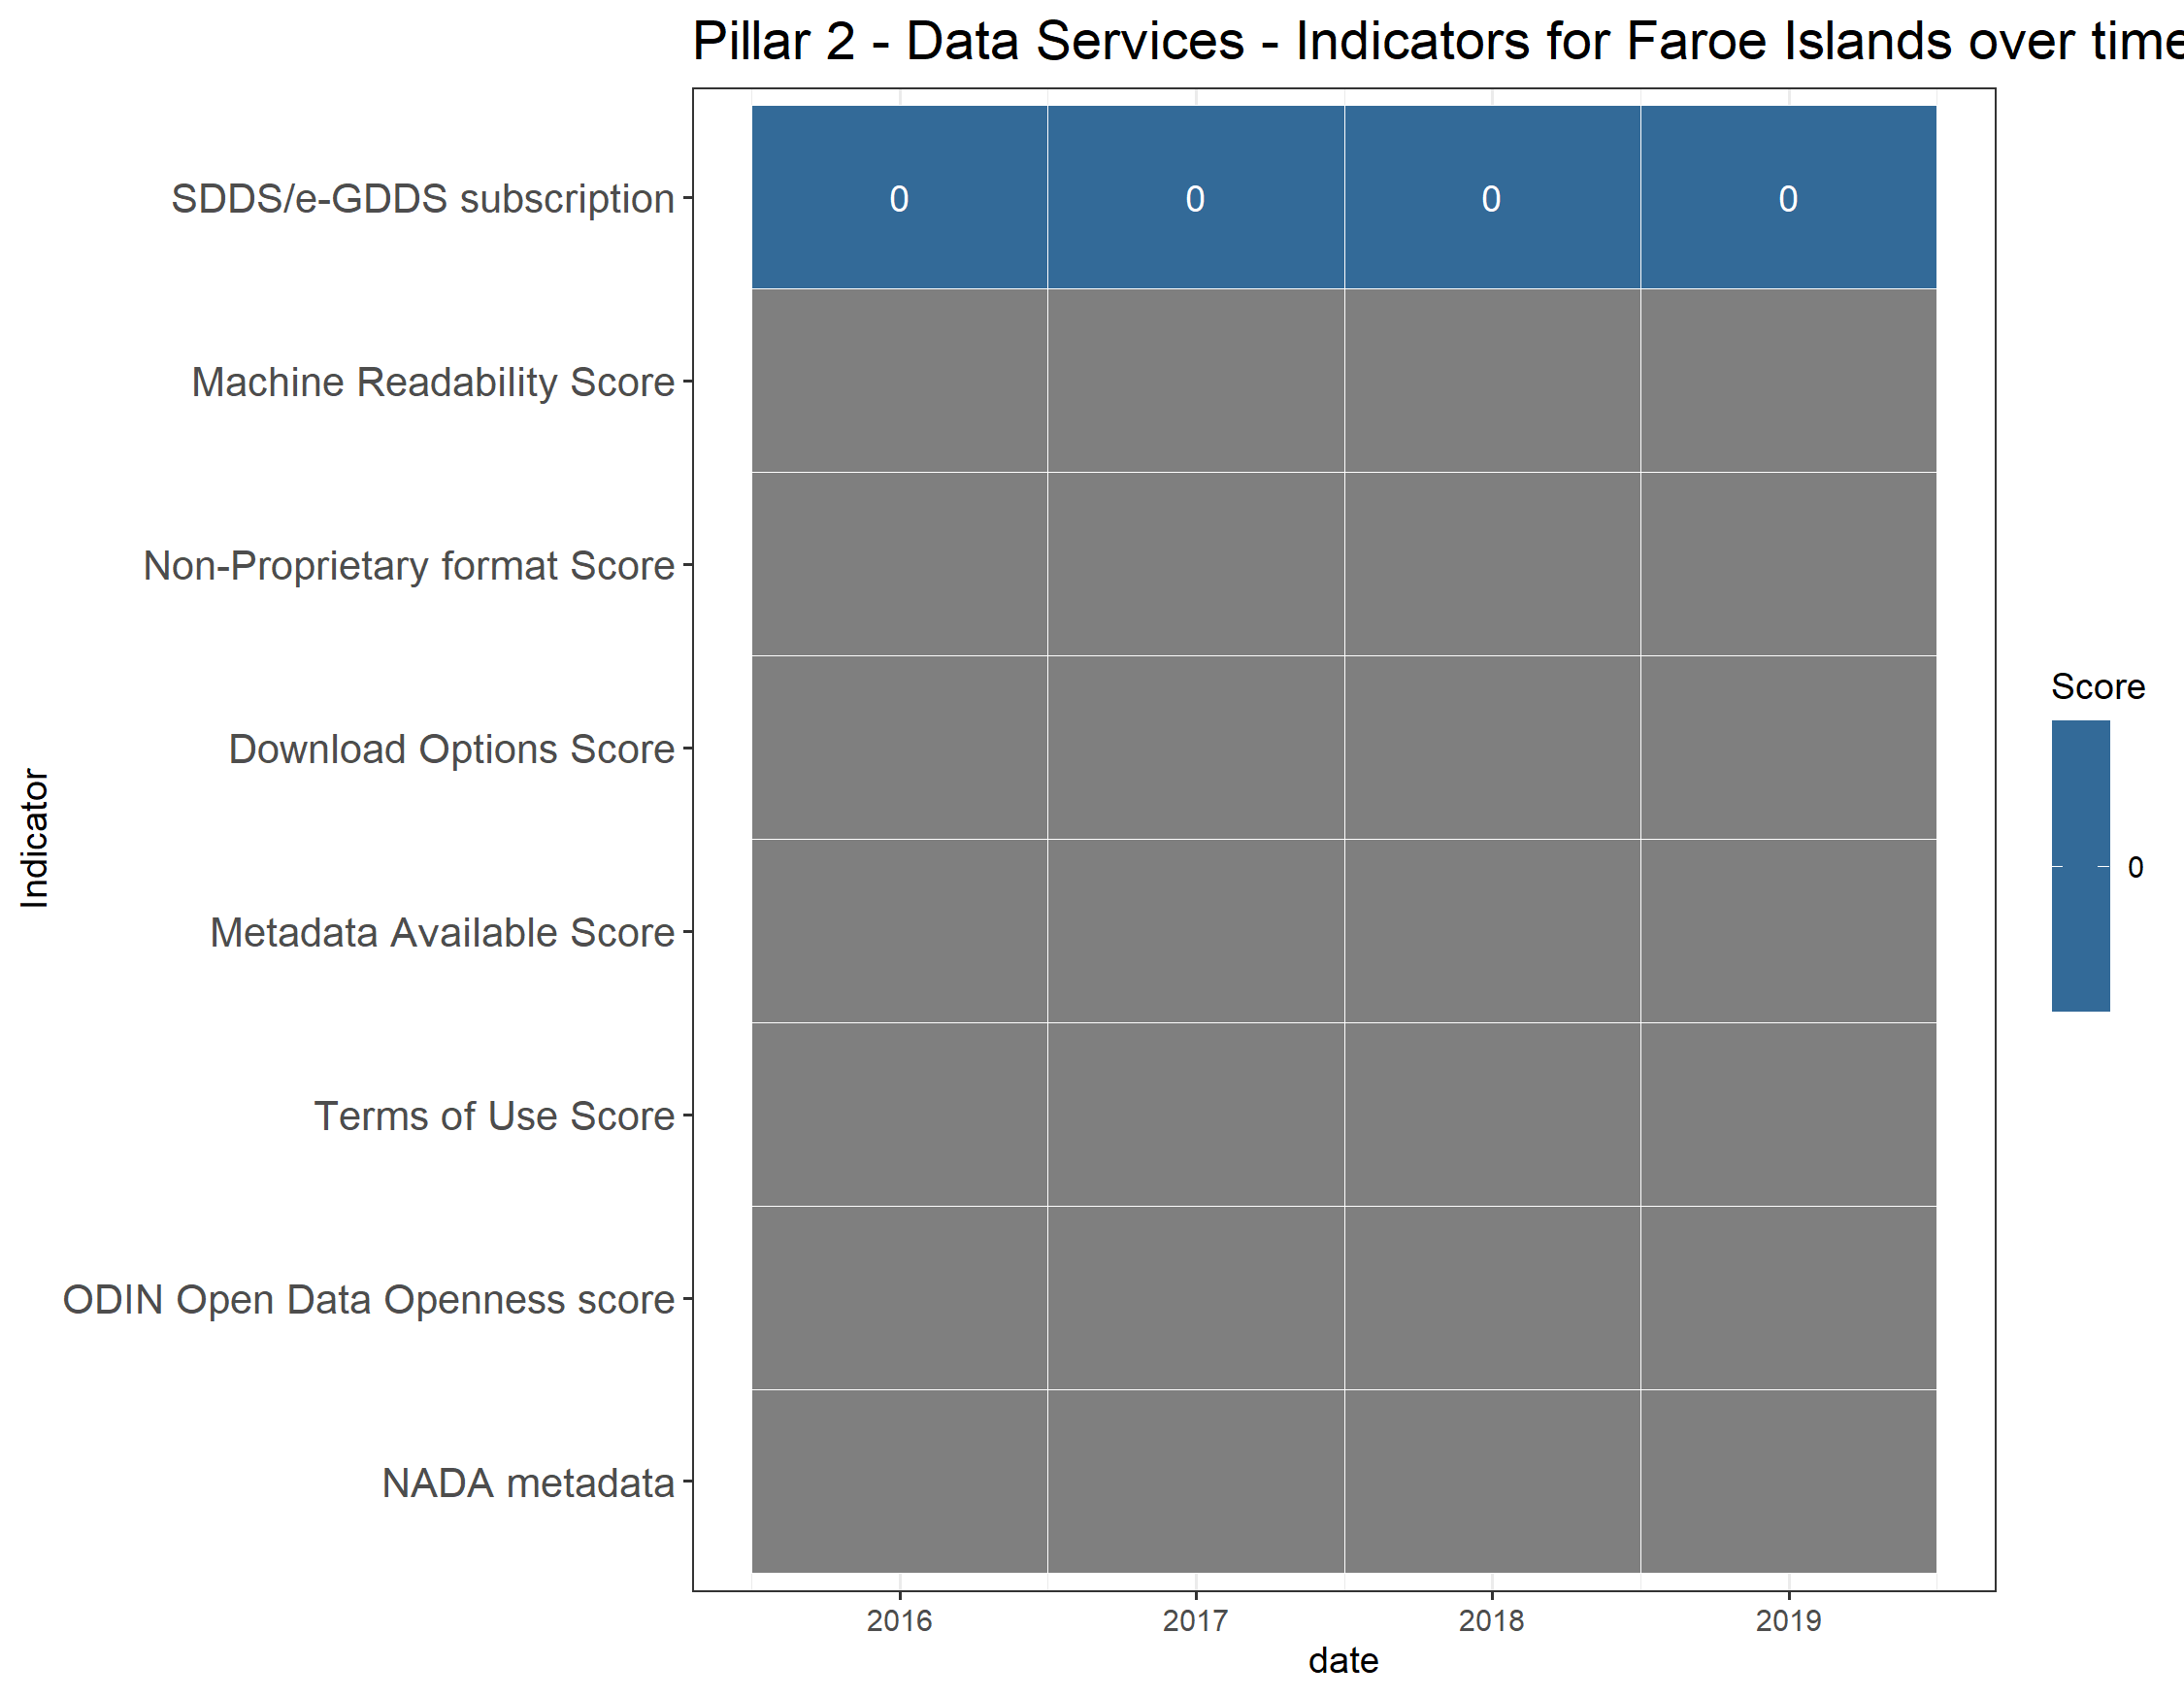 Pillar 2 - Data Services - Indicators for Faroe Islands over time
SDDS/e-GDDS subscription
0 0 0 0
Machine Readability Score
Non-Proprietary format Score
Download Options Score
Metadata Available Score
Terms of Use Score
ODIN Open Data Openness score
NADA metadata
Indicator
2016 2017 2018 2019
date
Score
0